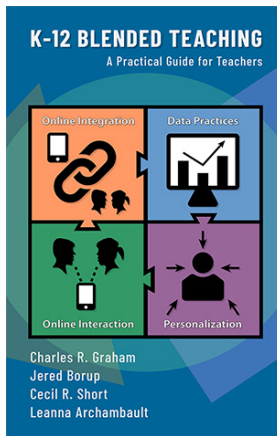 K-12 BLENDED TEACHING
A Practical Guide for Teachers
Online Integration
Data Practices
Online Interaction
Personalization
Charles R. Graham
Jered Borup
Cecil R. Short
Leanna Archambault